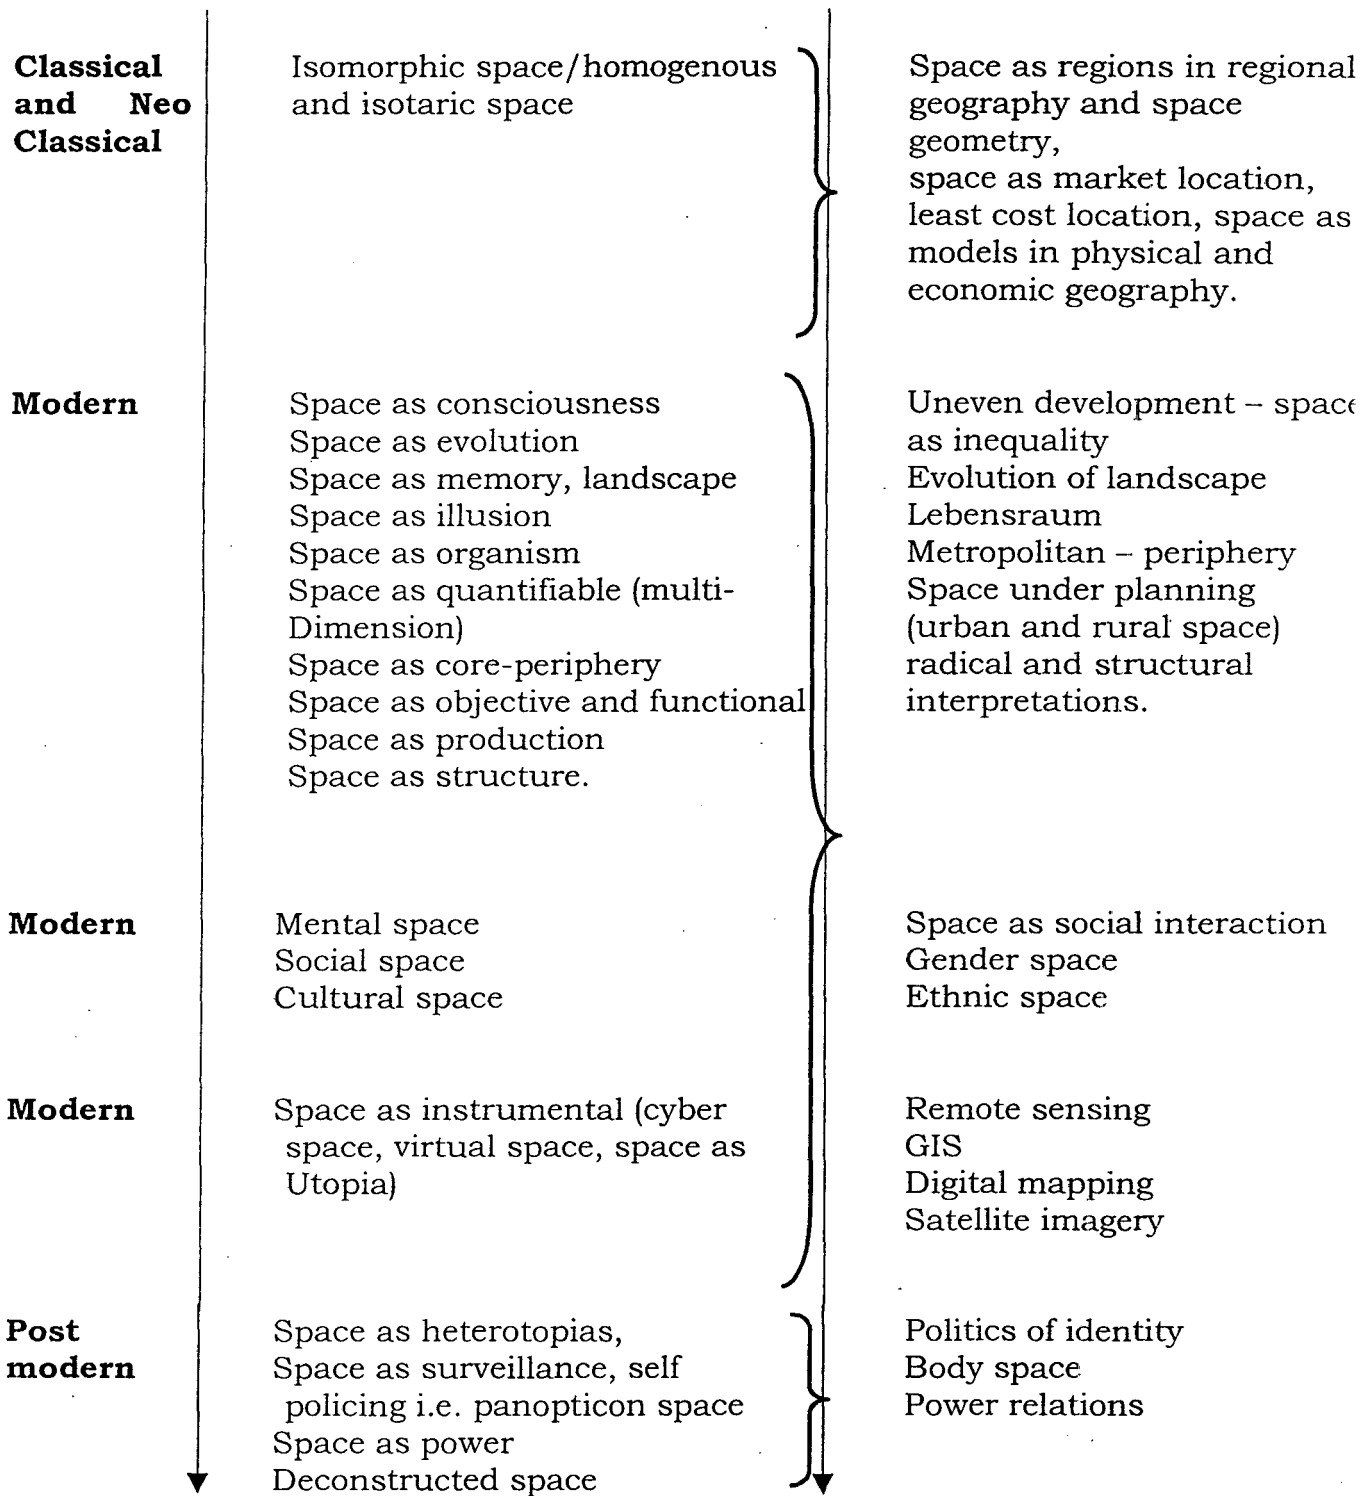 Classical and Neo Classical
Isomorphic space/homogenous
and isotaric space
Space as regions in regional
geography and space
geometry,
space as market location,
least cost location, space as
models in physical and
economic geography.
Modern
Space as consciousness
Space as evolution
Space as memory, landscape
Space as illusion
Space as organism
Space as quantifiable (multi-
Dimension)
Space as core-periphery
Space as objective and functional
Space as production
Space as structure.
Uneven development – space
as inequality
Evolution of landscape
Lebensraum
Metropolitan – periphery
Space under planning
(urban and rural space)
radical and structural
interpretations.
Modern
Mental space
Social space
Cultural space
Space as social interaction
Gender space
Ethnic space
Modern
Space as instrumental (cyber
space, virtual space, space as
Utopia)
Remote sensing
GIS
Digital mapping
Satellite imagery
Post
modern
Space as heterotopias,
Space as surveillance, self
policing i.e. panopticon space
Space as power
Deconstructed space
Politics of identity
Body space
Power relations